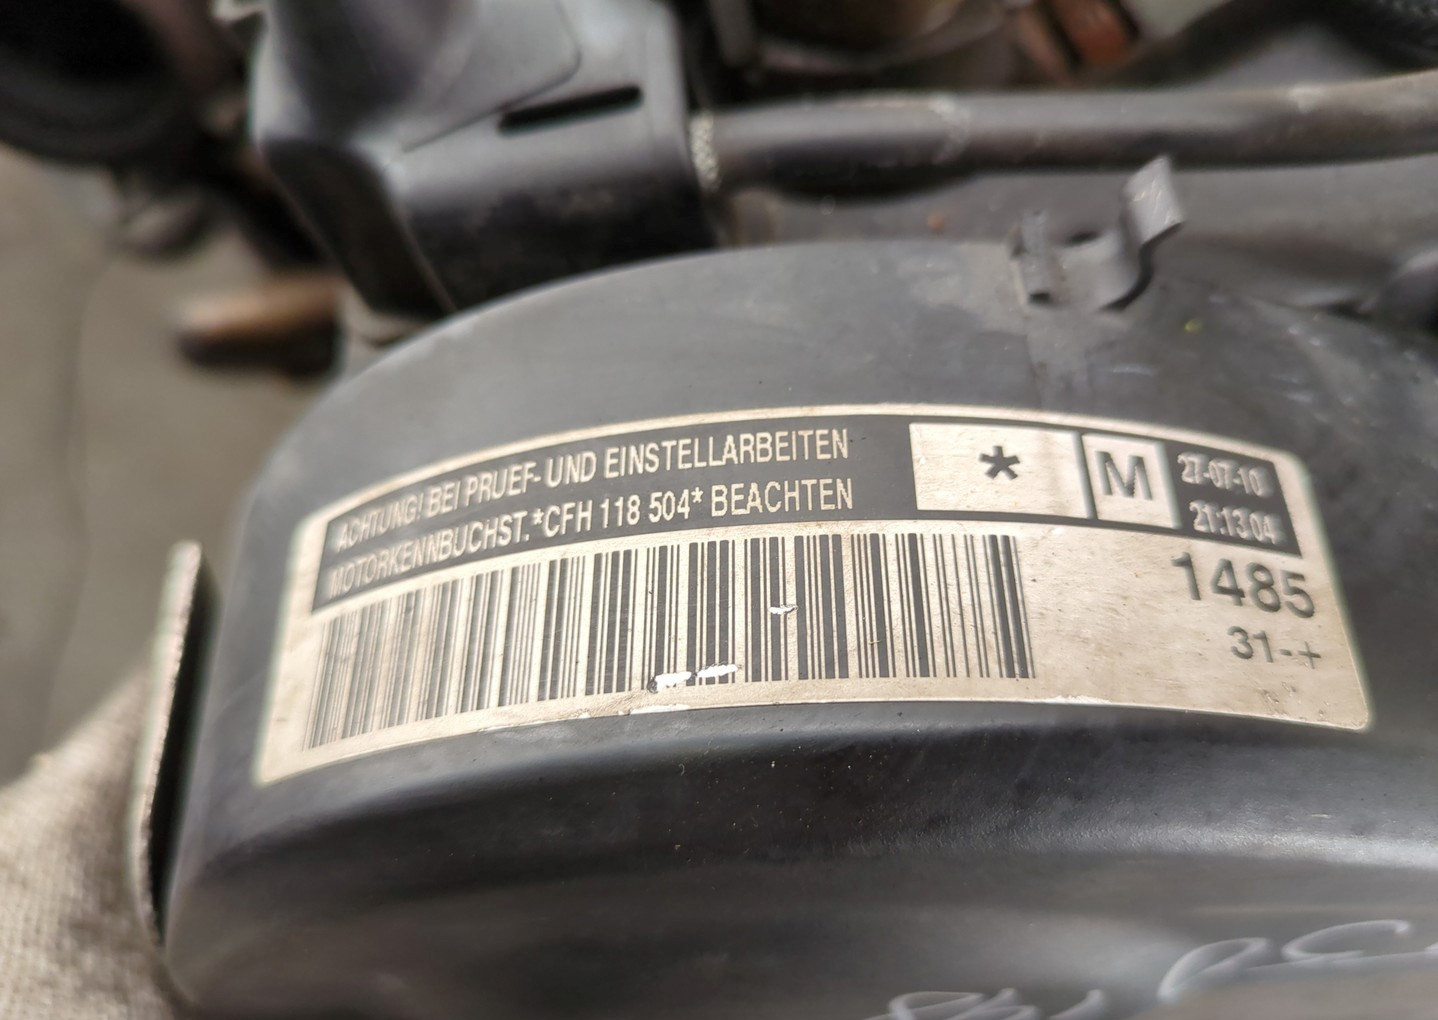 ACHTUNG! BEI PRUEF- UND EINSTELLARBEITEN
MOTORKENNBUCHST. *CFH 118 504* BEACHTEN
*
M
27-07-10
21:13:04
1485
31-+